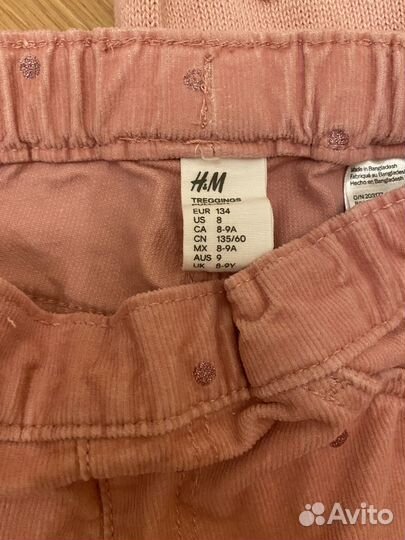 H&M
TREGGINGS
EUR 134
US 8
CA 8-9A
CN 135/60
MX 8-9A
AUS 9
UK 8-9Y
Made in Bangladesh
Fabriqué au Bangladesh
Hecho en Bangladesh
Avito